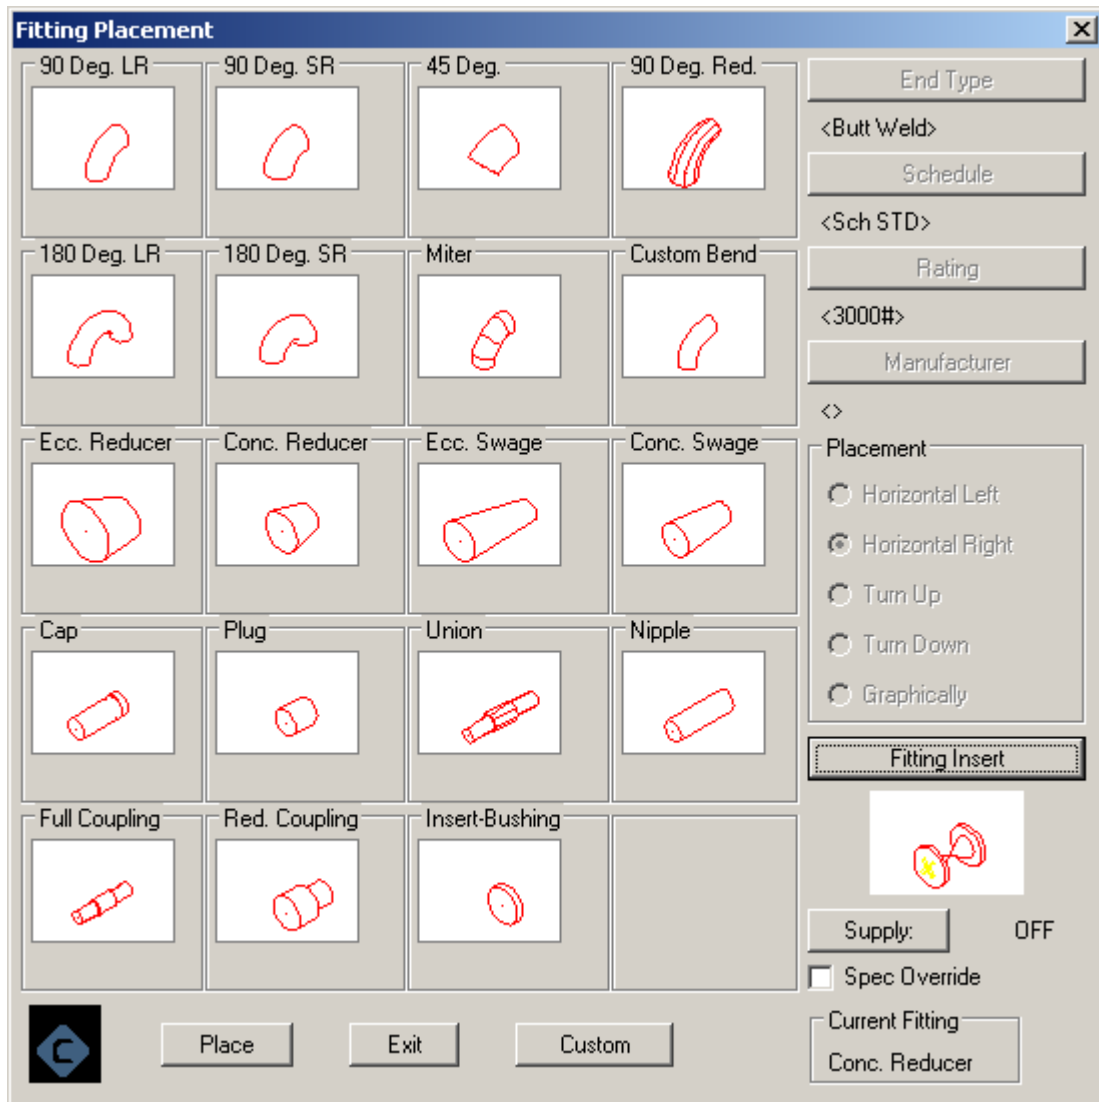 Fitting Placement
90 Deg. LR
90 Deg. SR
45 Deg.
90 Deg. Red.
180 Deg. LR
180 Deg. SR
Miter
Custom Bend
Ecc. Reducer
Conc. Reducer
Ecc. Swage
Conc. Swage
Cap
Plug
Union
Nipple
Full Coupling
Red. Coupling
Insert-Bushing
End Type
<Butt Weld>
Schedule
<Sch STD>
Rating
<3000#>
Manufacturer
<>
Placement
Horizontal Left
Horizontal Right
Turn Up
Turn Down
Graphically
Fitting Insert
Supply: OFF
Spec Override
Current Fitting
Conc. Reducer
C
Place
Exit
Custom